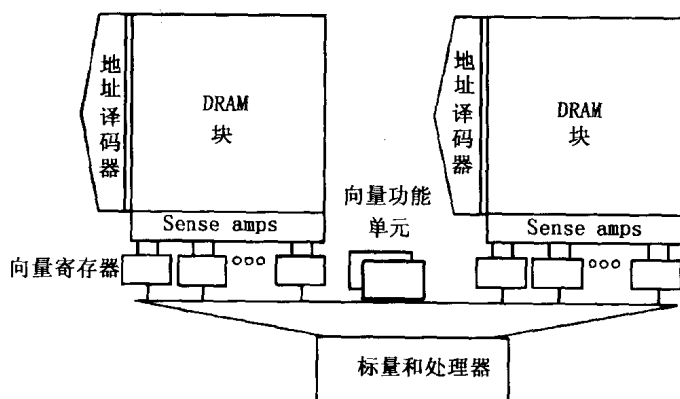 地址译码器
DRAM
块
Sense amps
向量寄存器
向量功能
单元
地址译码器
DRAM
块
Sense amps
标量和处理器